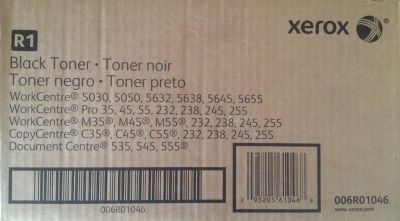 R1
xerox
Black Toner • Toner noir
Toner negro • Toner preto
WorkCentre® 5030, 5050, 5632, 5638, 5645, 5655
WorkCentre® Pro 35, 45, 55, 232, 238, 245, 255
WorkCentre® M35®, M45®, M55®, 232, 238, 245, 255
CopyCentre® C35®, C45®, C55®, 232, 238, 245, 255
Document Centre® 535, 545, 555®
006R01046
95205 61046
006R01046
www.xerox.com